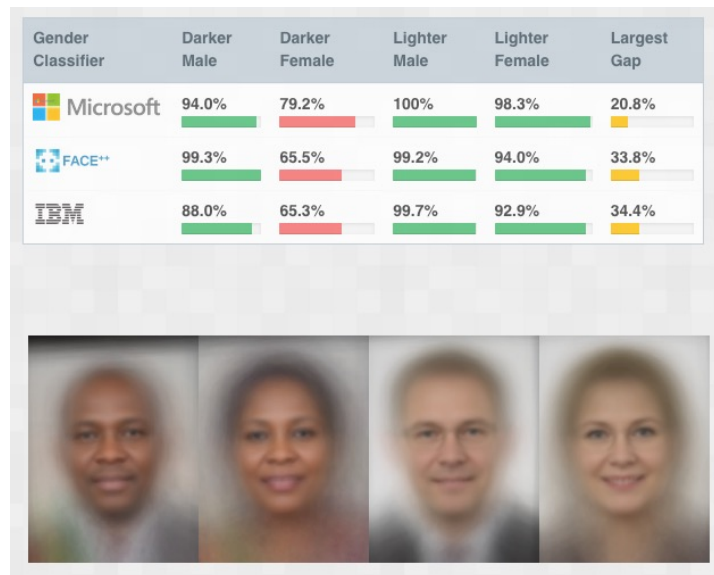 Gender Classifier Darker Male Darker Female Lighter Male Lighter Female Largest Gap
Microsoft 94.0% 79.2% 100% 98.3% 20.8%
FACE++ 99.3% 65.5% 99.2% 94.0% 33.8%
IBM 88.0% 65.3% 99.7% 92.9% 34.4%